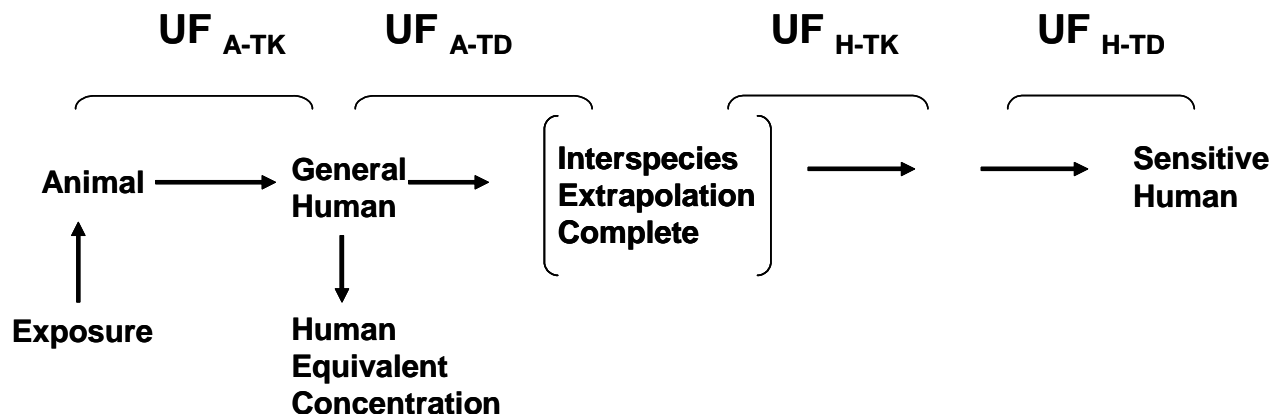 UF A-TK UF A-TD UF H-TK UF H-TD
Animal
General
Human
Interspecies
Extrapolation
Complete
Sensitive
Human
Exposure
Human
Equivalent
Concentration